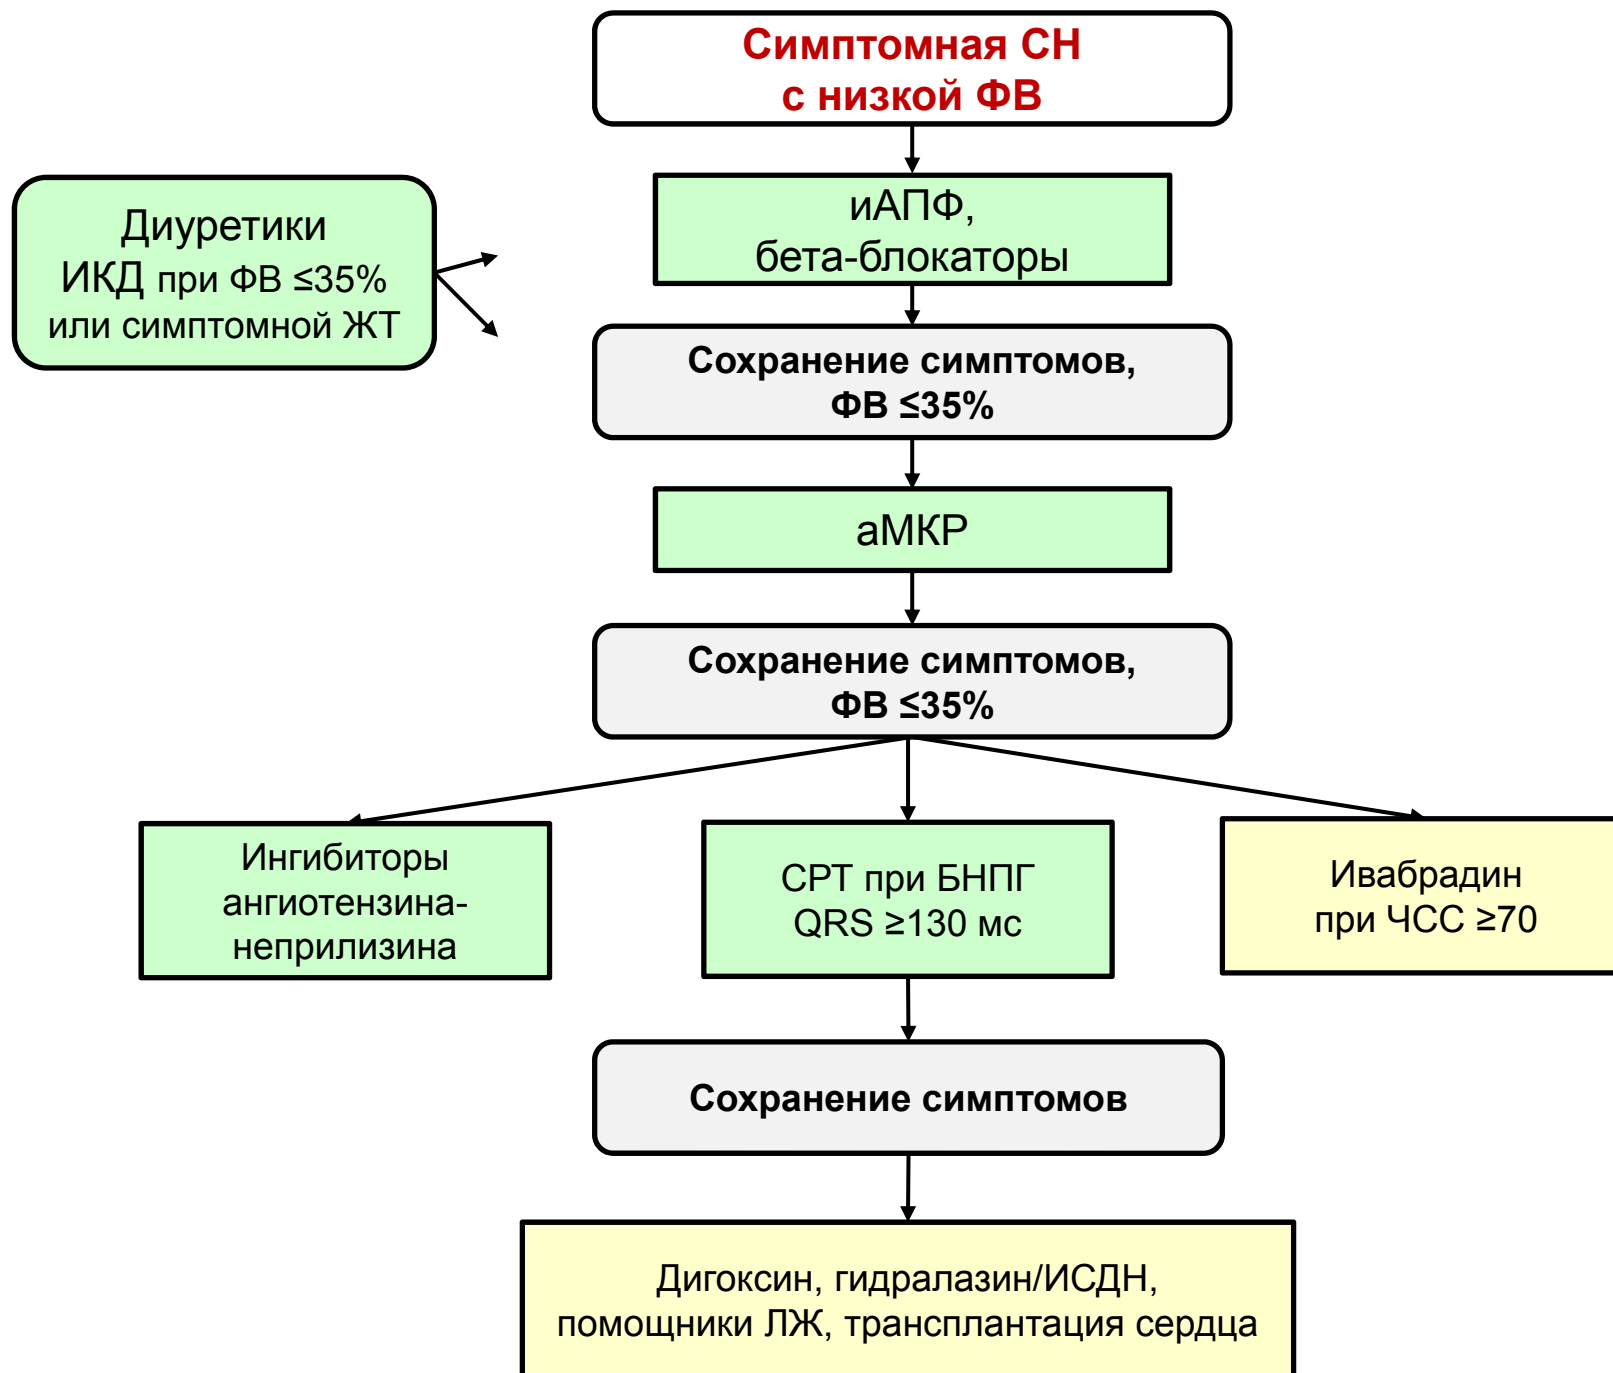 Симптомная СН
с низкой ФВ
иАПФ,
бета-блокаторы
Диуретики
ИКД при ФВ ≤35%
или симптомной ЖТ
Сохранение симптомов,
ФВ ≤35%
аМКР
Сохранение симптомов,
ФВ ≤35%
Ингибиторы
ангиотензина-
неприлизина
СРТ при БНПГ
QRS ≥130 мс
Ивабрадин
при ЧСС ≥70
Сохранение симптомов
Дигоксин, гидралазин/ИСДН,
помощники ЛЖ, трансплантация сердца